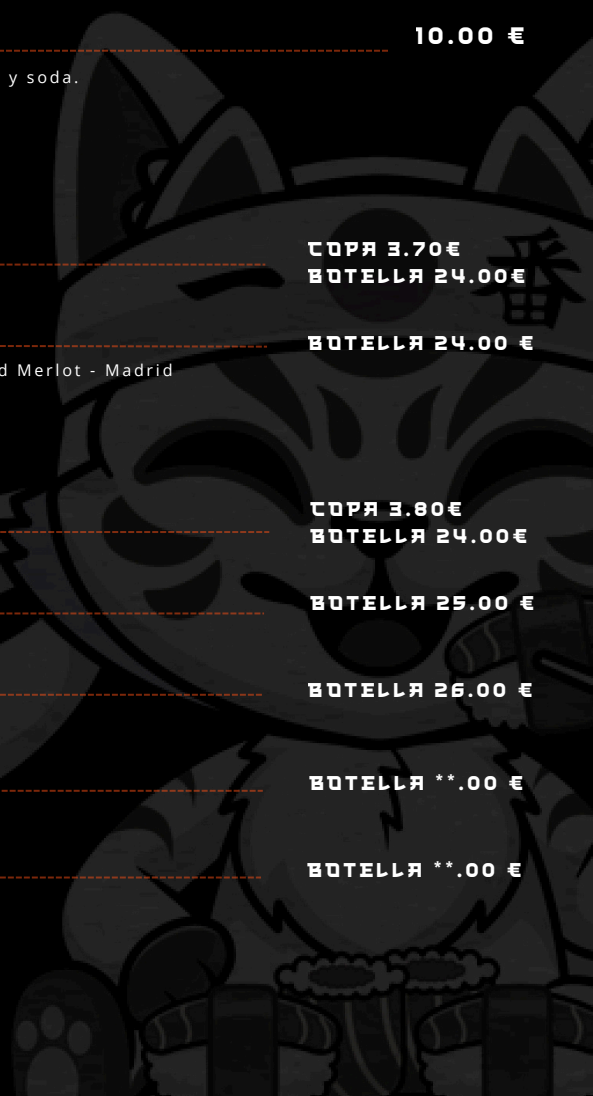 10.00 €
y soda.
COPA 3.70€
番
BOTELLA 24.00€
BOTELLA 24.00 €
d Merlot - Madrid
COPA 3.80€
BOTELLA 24.00€
BOTELLA 25.00 €
BOTELLA 26.00 €
BOTELLA **.00 €
BOTELLA **.00 €